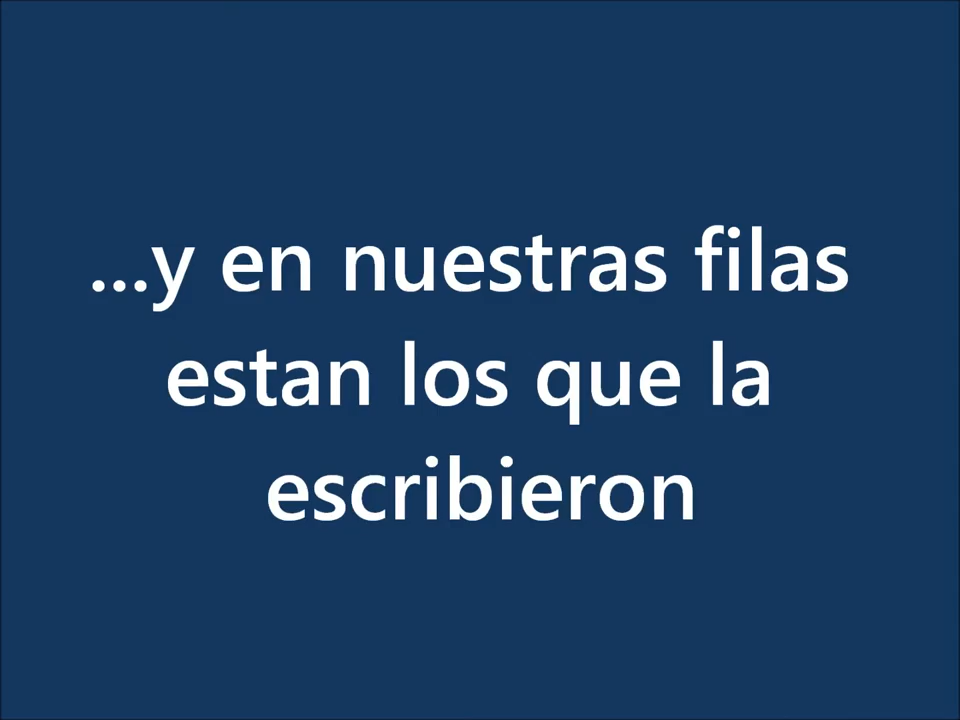 ...y en nuestras filas
estan los que la
escribieron